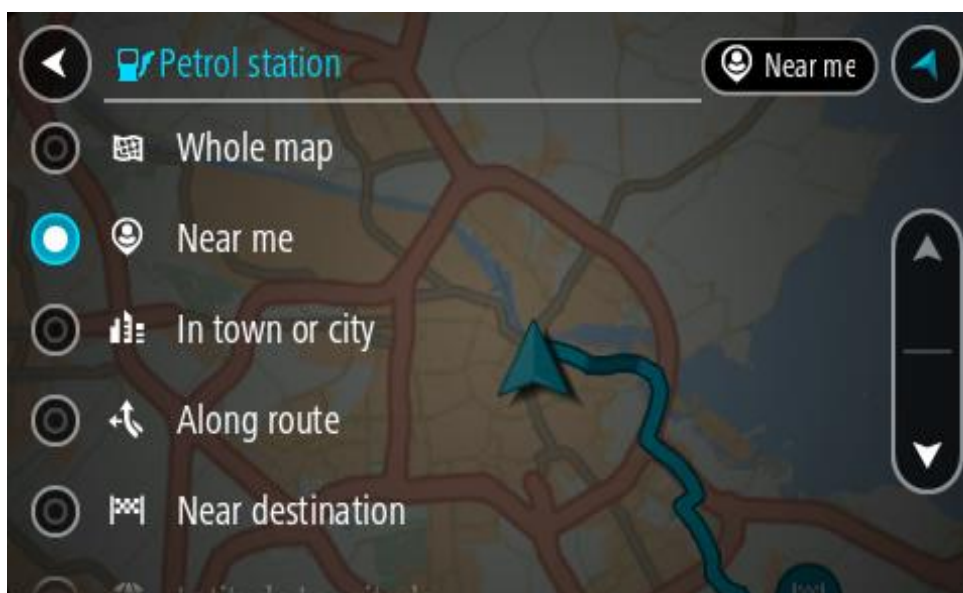 Petrol station
Near me
Whole map
Near me
In town or city
Along route
Near destination